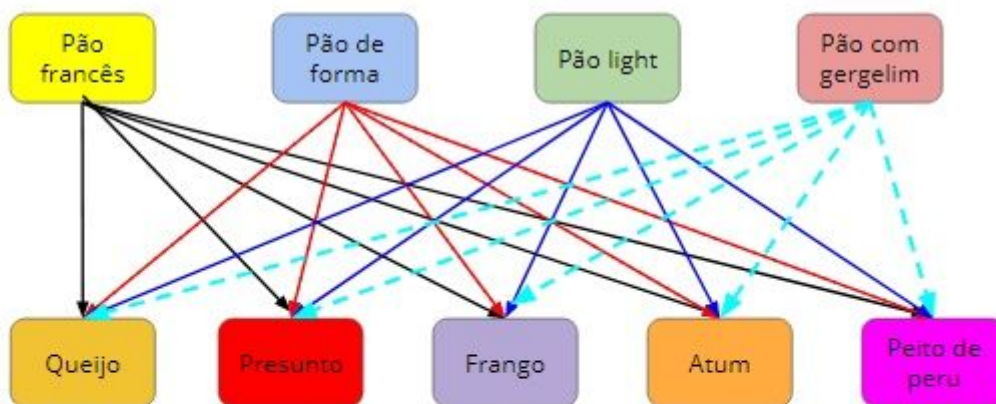 Pão
francês
Pão de
forma
Pão light
Pão com
gergelim
Queijo
Presunto
Frango
Atum
Peito de
peru